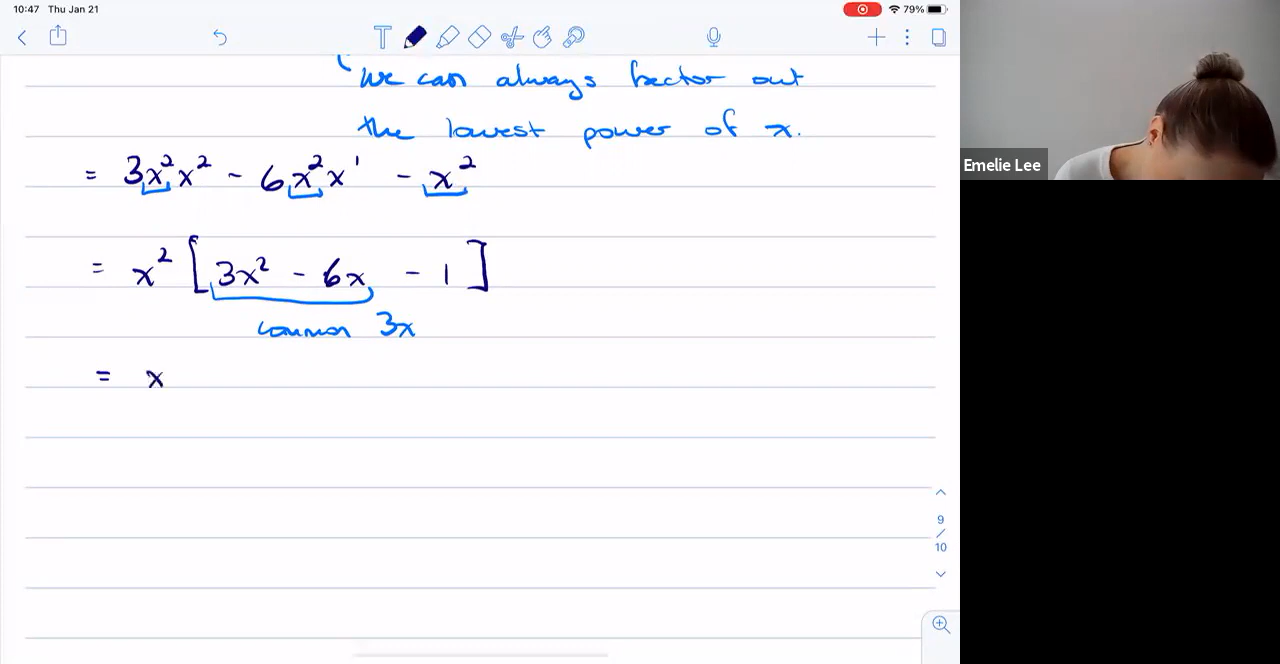 10:47 Thu Jan 21
79%
we can always factor out
the lowest power of x.
= 3x²x² - 6x²x¹ - x²
Emelie Lee
= x² [3x² - 6x - 1]
common 3x
= x
9
/
10